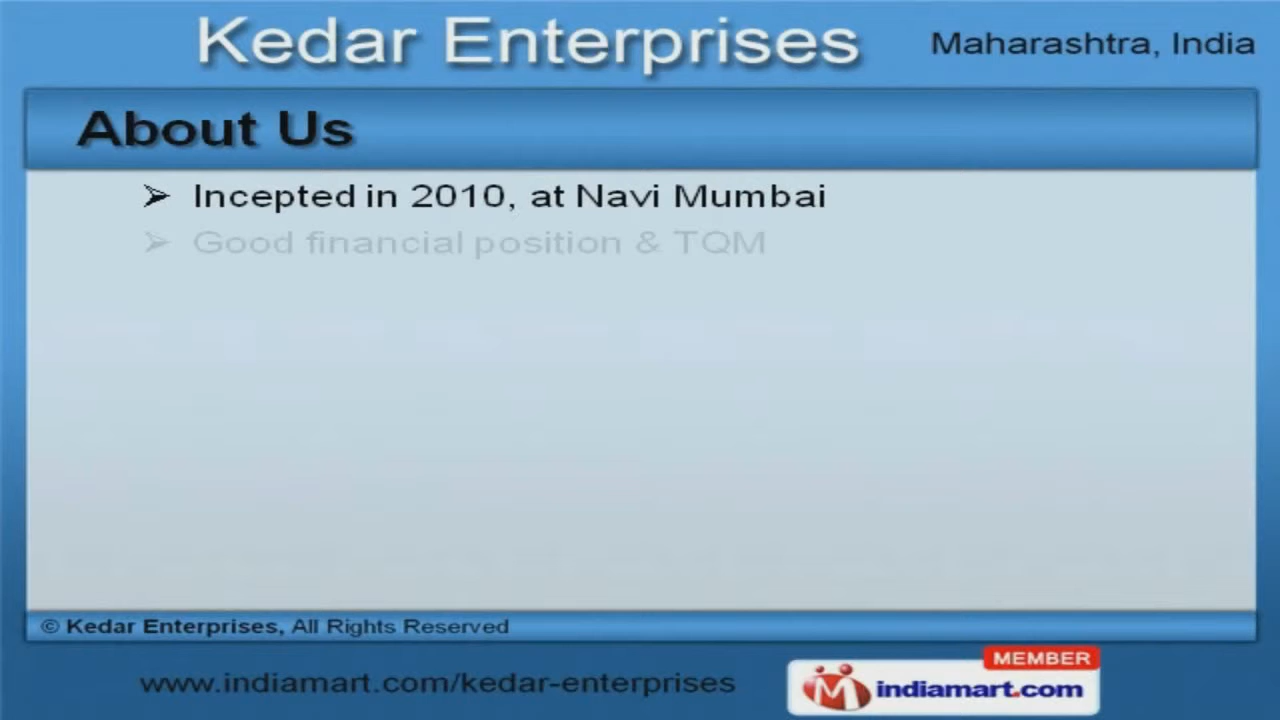 Kedar Enterprises
Maharashtra, India
About Us
➢ Incepted in 2010, at Navi Mumbai
➢ Good financial position & TQM
© Kedar Enterprises, All Rights Reserved
www.indiamart.com/kedar-enterprises
MEMBER
indiamart.com